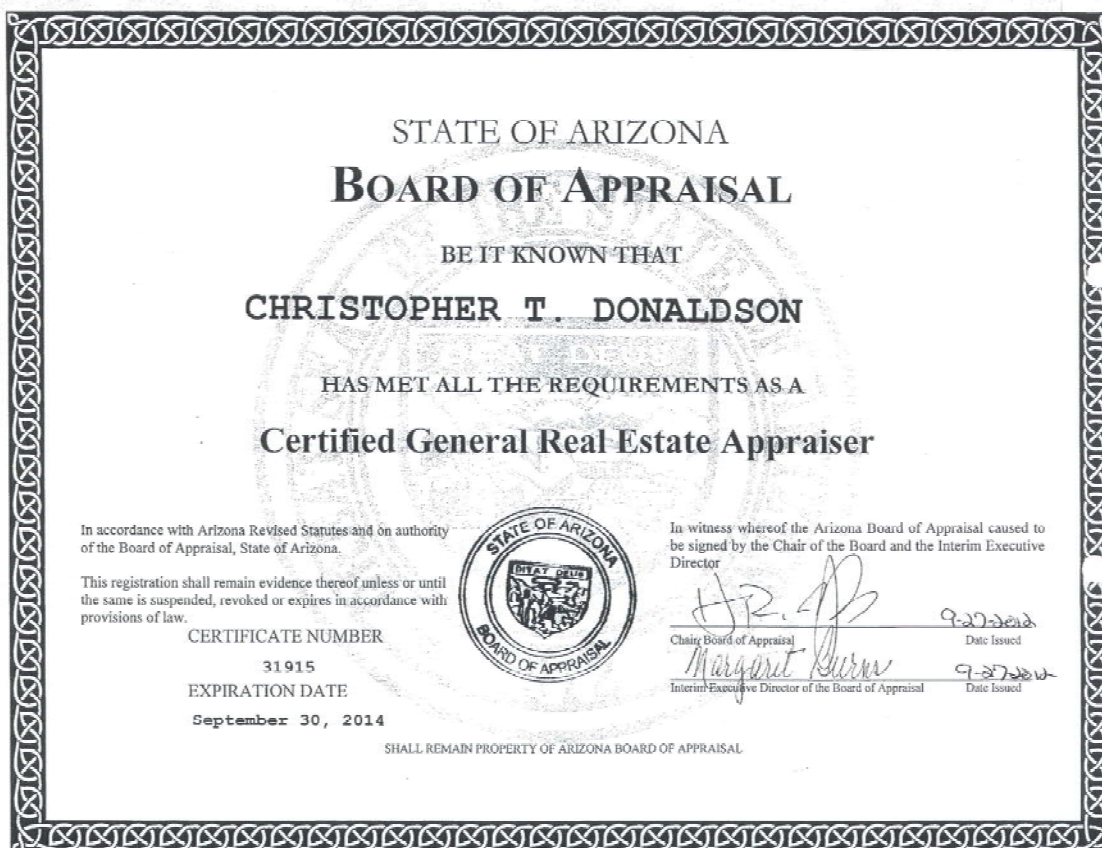 STATE OF ARIZONA
BOARD OF APPRAISAL
BE IT KNOWN THAT
CHRISTOPHER T. DONALDSON
HAS MET ALL THE REQUIREMENTS AS A
Certified General Real Estate Appraiser
In accordance with Arizona Revised Statutes and on authority
of the Board of Appraisal, State of Arizona.
This registration shall remain evidence thereof unless or until
the same is suspended, revoked or expires in accordance with
provisions of law.
CERTIFICATE NUMBER
31915
EXPIRATION DATE
September 30, 2014
STATE OF ARIZONA
DITAT DEUS
BOARD OF APPRAISAL
In witness whereof the Arizona Board of Appraisal caused to
be signed by the Chair of the Board and the Interim Executive
Director
9-27-2012
Chair, Board of Appraisal Date Issued
Margaret Burns 9-27-2012
Interim Executive Director of the Board of Appraisal Date Issued
SHALL REMAIN PROPERTY OF ARIZONA BOARD OF APPRAISAL